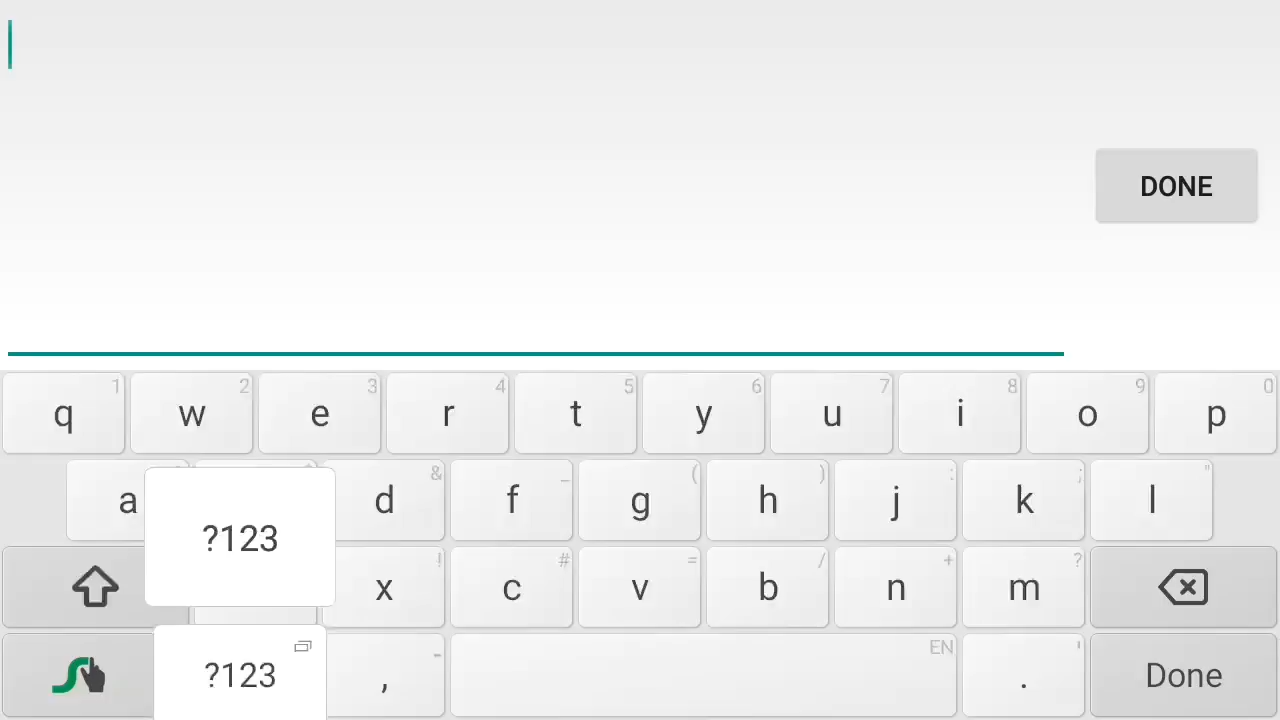 DONE
1 2 3 4 5 6 7 8 9 0
q w e r t y u i o p
& _ ( ) : ; "
a d f g h j k l
?123
! # = / + ?
x c v b n m
EN
?123 - , . ' Done